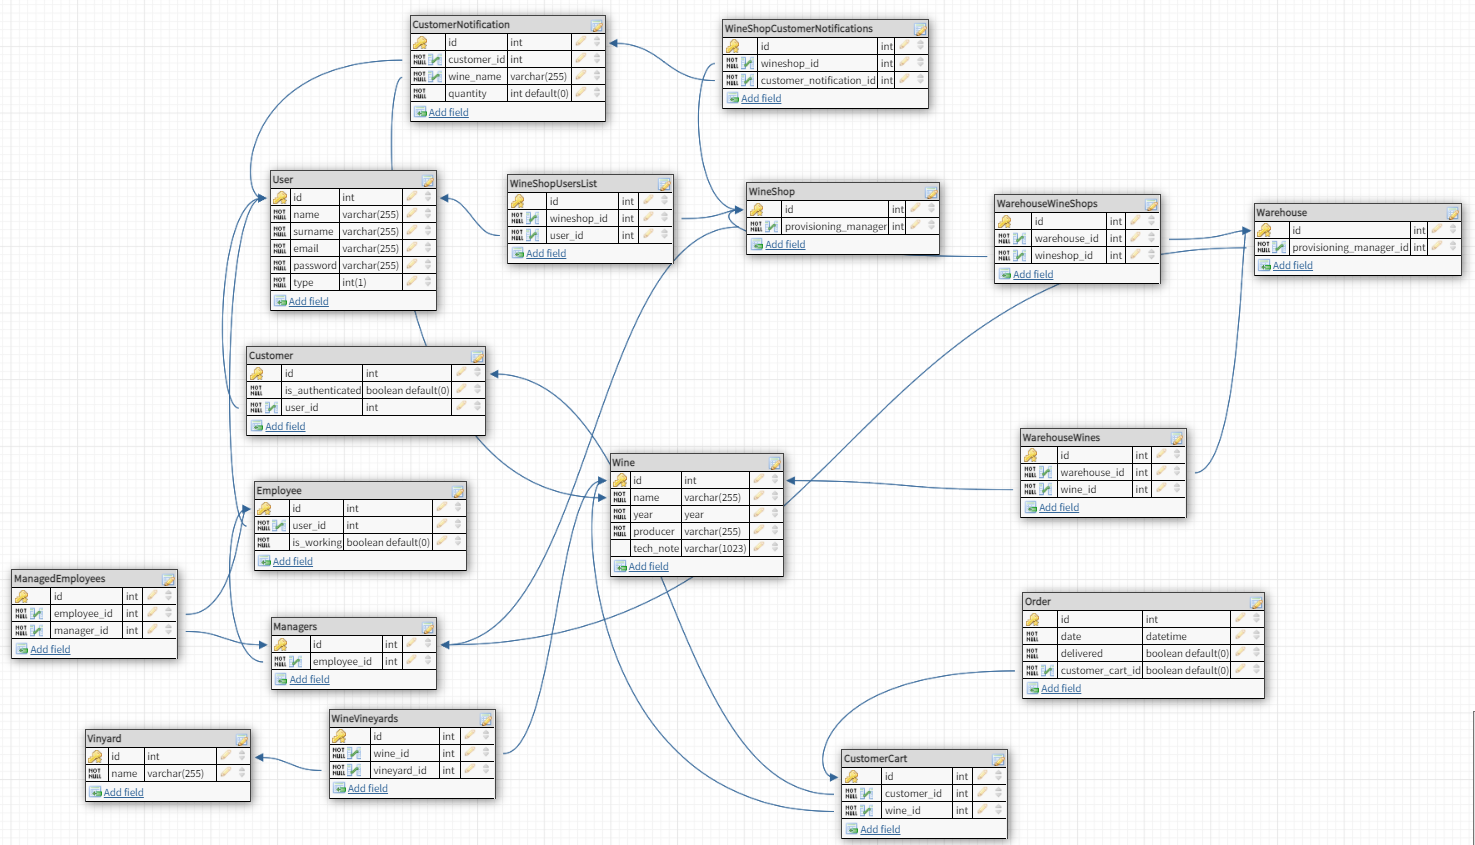 CustomerNotification
id int
NOT NULL customer_id int
NOT NULL wine_name varchar(255)
NOT NULL quantity int default(0)
Add field
WineShopCustomerNotifications
id int
NOT NULL wineshop_id int
NOT NULL customer_notification_id int
Add field
User
id int
NOT NULL name varchar(255)
NOT NULL surname varchar(255)
NOT NULL email varchar(255)
NOT NULL password varchar(255)
NOT NULL type int(1)
Add field
WineShopUsersList
id int
NOT NULL wineshop_id int
NOT NULL user_id int
Add field
WineShop
id int
NOT NULL provisioning_manager int
Add field
WarehouseWineShops
id int
NOT NULL warehouse_id int
NOT NULL wineshop_id int
Add field
Warehouse
id int
NOT NULL provisioning_manager_id int
Add field
Customer
id int
NOT NULL is_authenticated boolean default(0)
NOT NULL user_id int
Add field
Wine
id int
NOT NULL name varchar(255)
NOT NULL year year
NOT NULL producer varchar(255)
tech_note varchar(1023)
Add field
WarehouseWines
id int
NOT NULL warehouse_id int
NOT NULL wine_id int
Add field
Employee
id int
NOT NULL user_id int
NOT NULL is_working boolean default(0)
Add field
ManagedEmployees
id int
NOT NULL employee_id int
NOT NULL manager_id int
Add field
Managers
id int
NOT NULL employee_id int
Add field
Order
id int
NOT NULL date datetime
NOT NULL delivered boolean default(0)
NOT NULL customer_cart_id boolean default(0)
Add field
Vinyard
id int
NOT NULL name varchar(255)
Add field
WineVineyards
id int
NOT NULL wine_id int
NOT NULL vineyard_id int
Add field
CustomerCart
id int
NOT NULL customer_id int
NOT NULL wine_id int
Add field